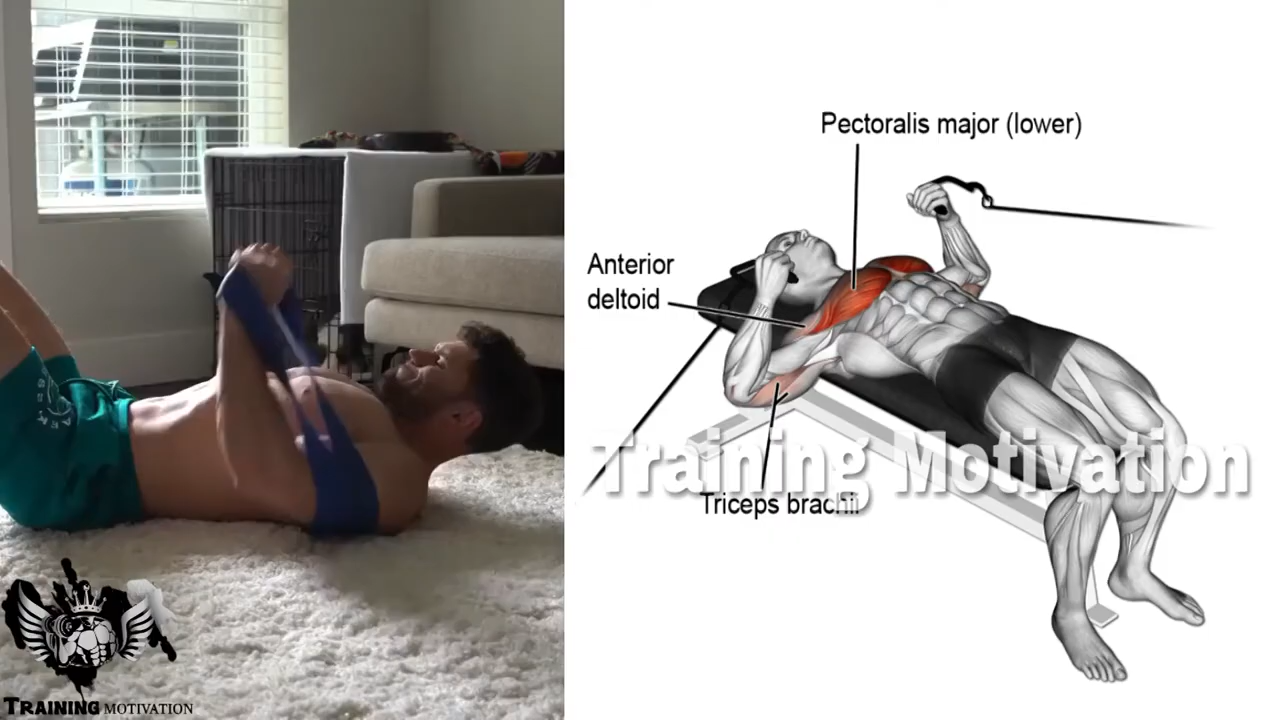 Pectoralis major (lower)
Anterior
deltoid
Training Motivation
Triceps brachii
TRAINING MOTIVATION